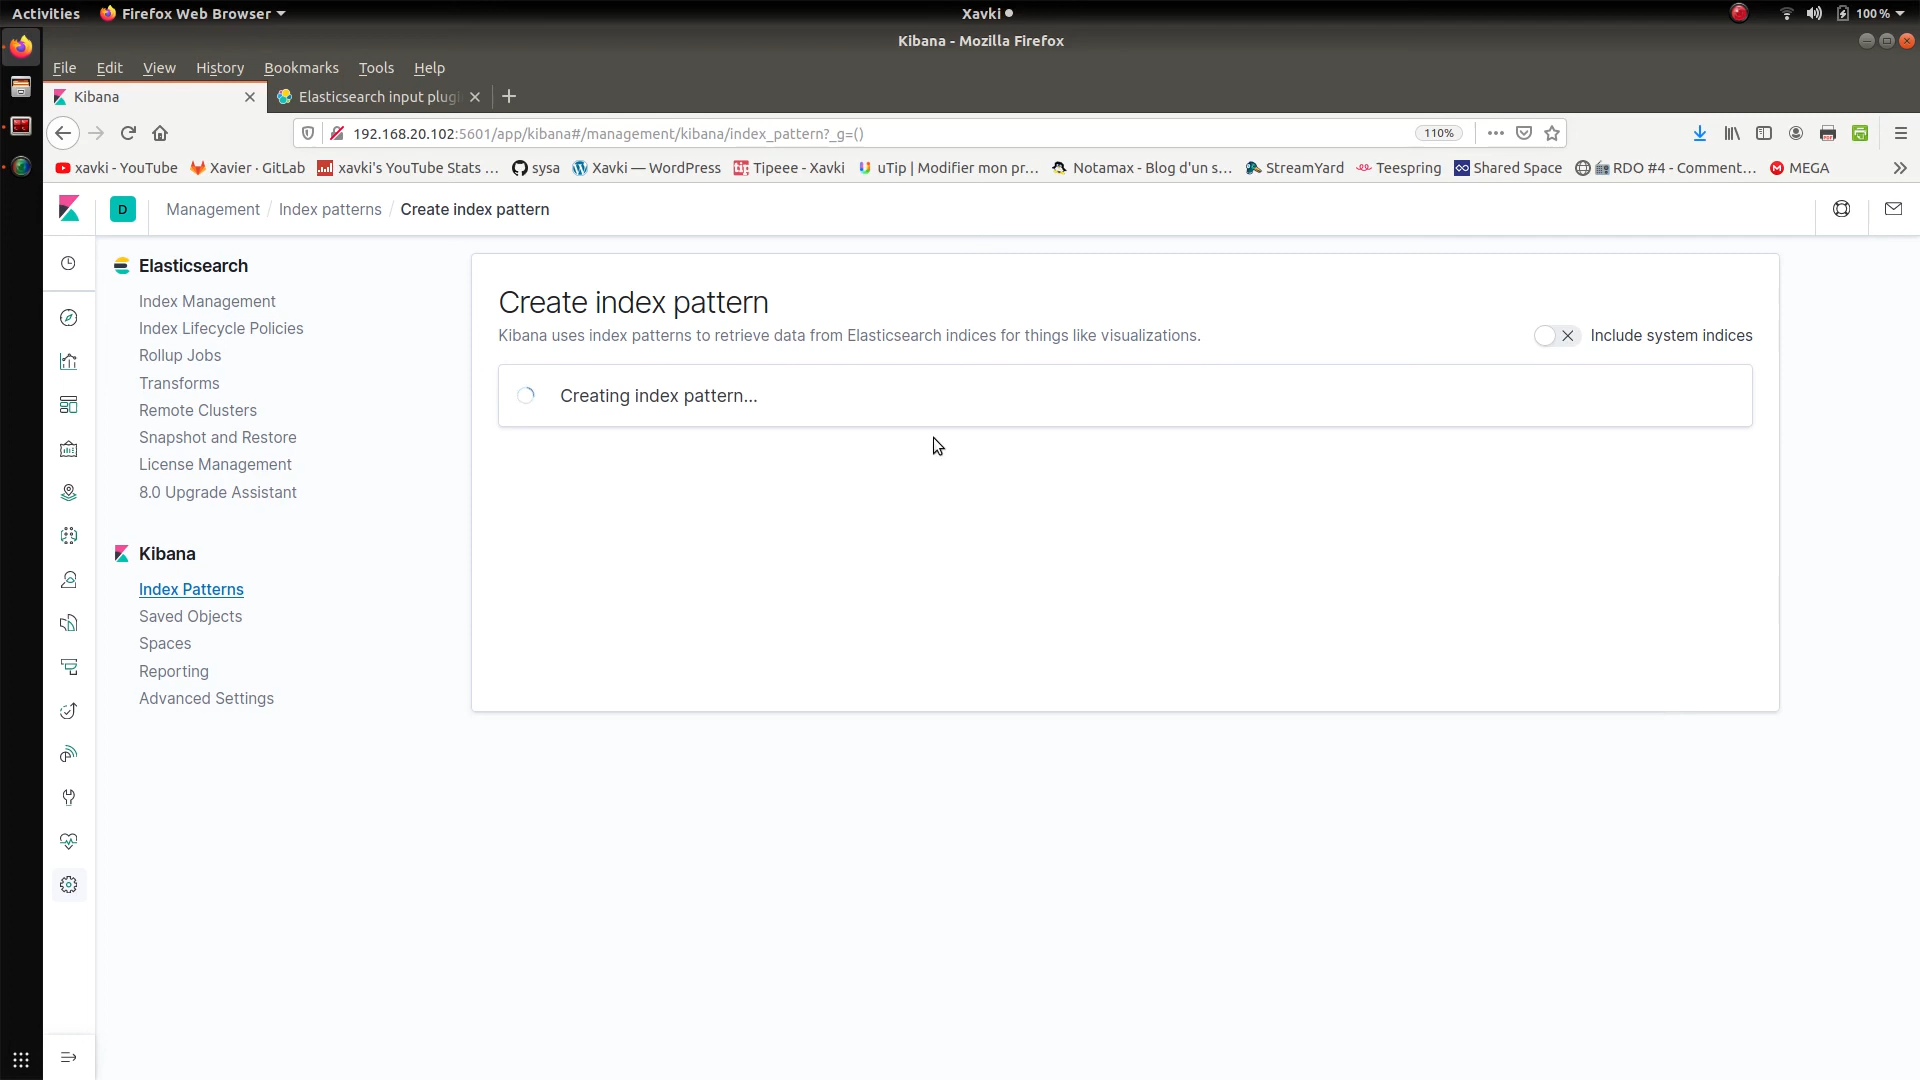 Activities Firefox Web Browser Xavki 100%
Kibana - Mozilla Firefox
File Edit View History Bookmarks Tools Help
Kibana Elasticsearch input plugi
192.168.20.102:5601/app/kibana#/management/kibana/index_pattern?_g=() 110%
xavki - YouTube Xavier · GitLab xavki's YouTube Stats ... sysa Xavki — WordPress Tipeee - Xavki uTip | Modifier mon pr... Notamax - Blog d'un s... StreamYard Teespring Shared Space RDO #4 - Comment... MEGA
D Management / Index patterns / Create index pattern
Elasticsearch
Index Management
Index Lifecycle Policies
Rollup Jobs
Transforms
Remote Clusters
Snapshot and Restore
License Management
8.0 Upgrade Assistant
Kibana
Index Patterns
Saved Objects
Spaces
Reporting
Advanced Settings
Create index pattern
Kibana uses index patterns to retrieve data from Elasticsearch indices for things like visualizations.
Include system indices
Creating index pattern...